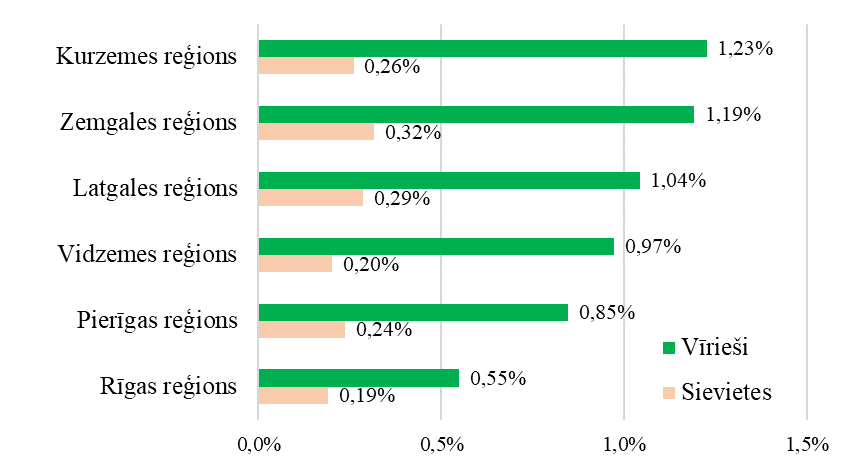 Kurzemes reģions
1,23%
0,26%
Zemgales reģions
1,19%
0,32%
Latgales reģions
1,04%
0,29%
Vidzemes reģions
0,97%
0,20%
Pierīgas reģions
0,85%
0,24%
Rīgas reģions
0,55%
0,19%
Vīrieši
Sievietes
0,0% 0,5% 1,0% 1,5%